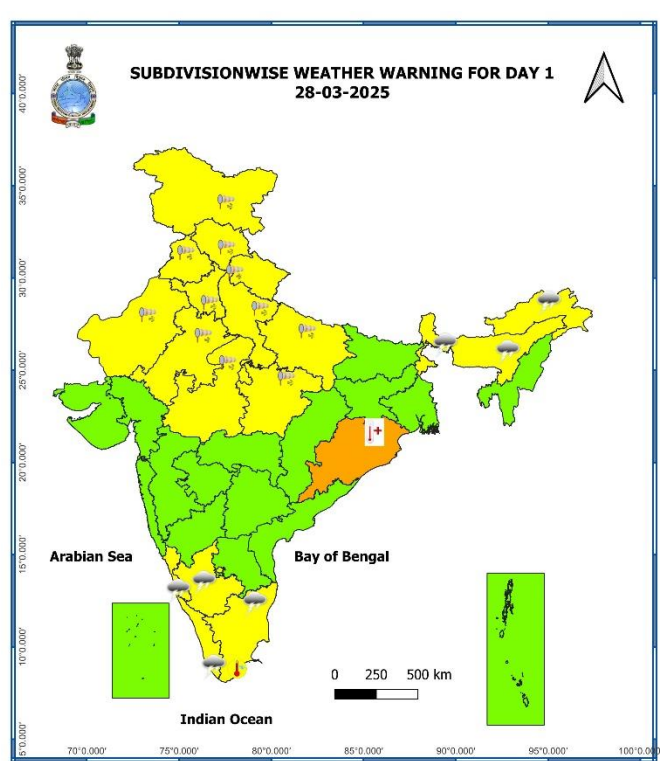 SUBDIVISIONWISE WEATHER WARNING FOR DAY 1
28-03-2025
40°0.000'
35°0.000'
30°0.000'
25°0.000'
20°0.000'
15°0.000'
10°0.000'
5°0.000'
Arabian Sea
Bay of Bengal
0 250 500 km
Indian Ocean
70°0.000' 75°0.000' 80°0.000' 85°0.000' 90°0.000' 95°0.000' 100°0.000'